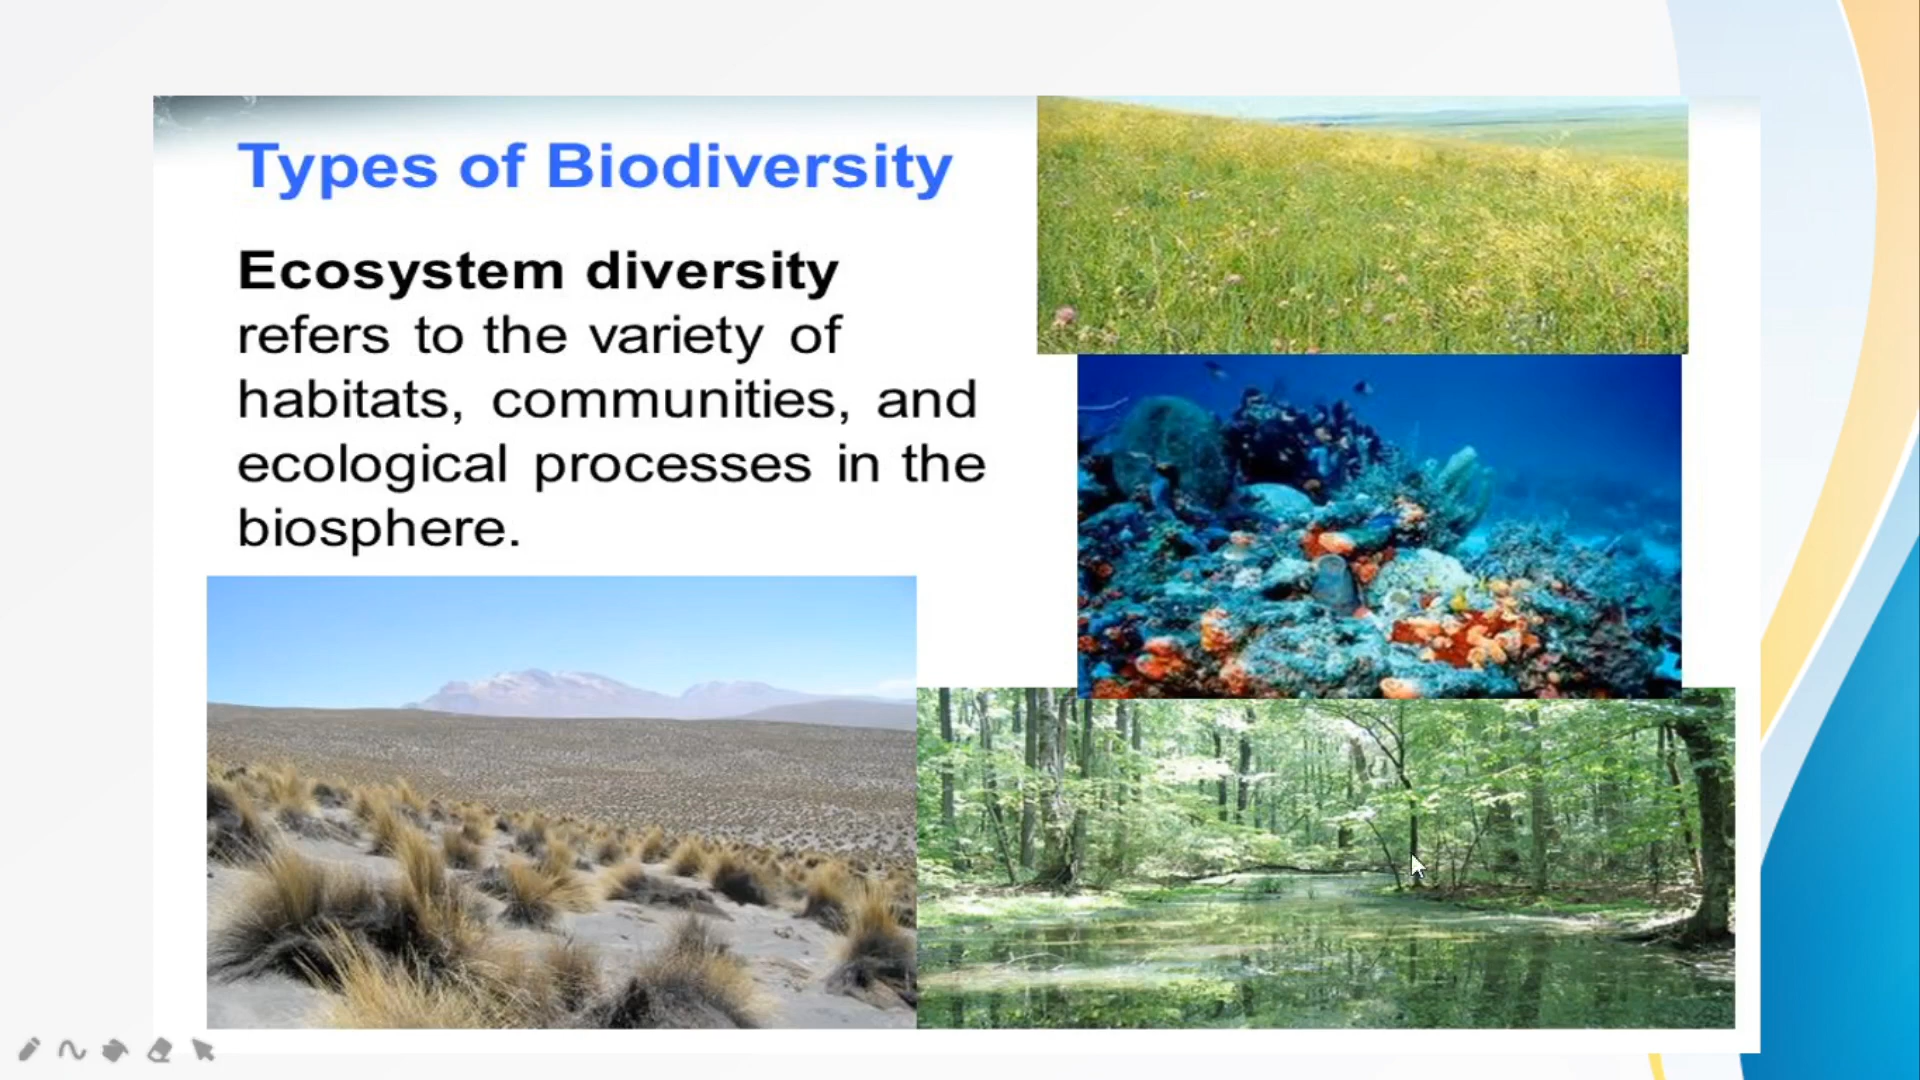 Types of Biodiversity
Ecosystem diversity
refers to the variety of
habitats, communities, and
ecological processes in the
biosphere.